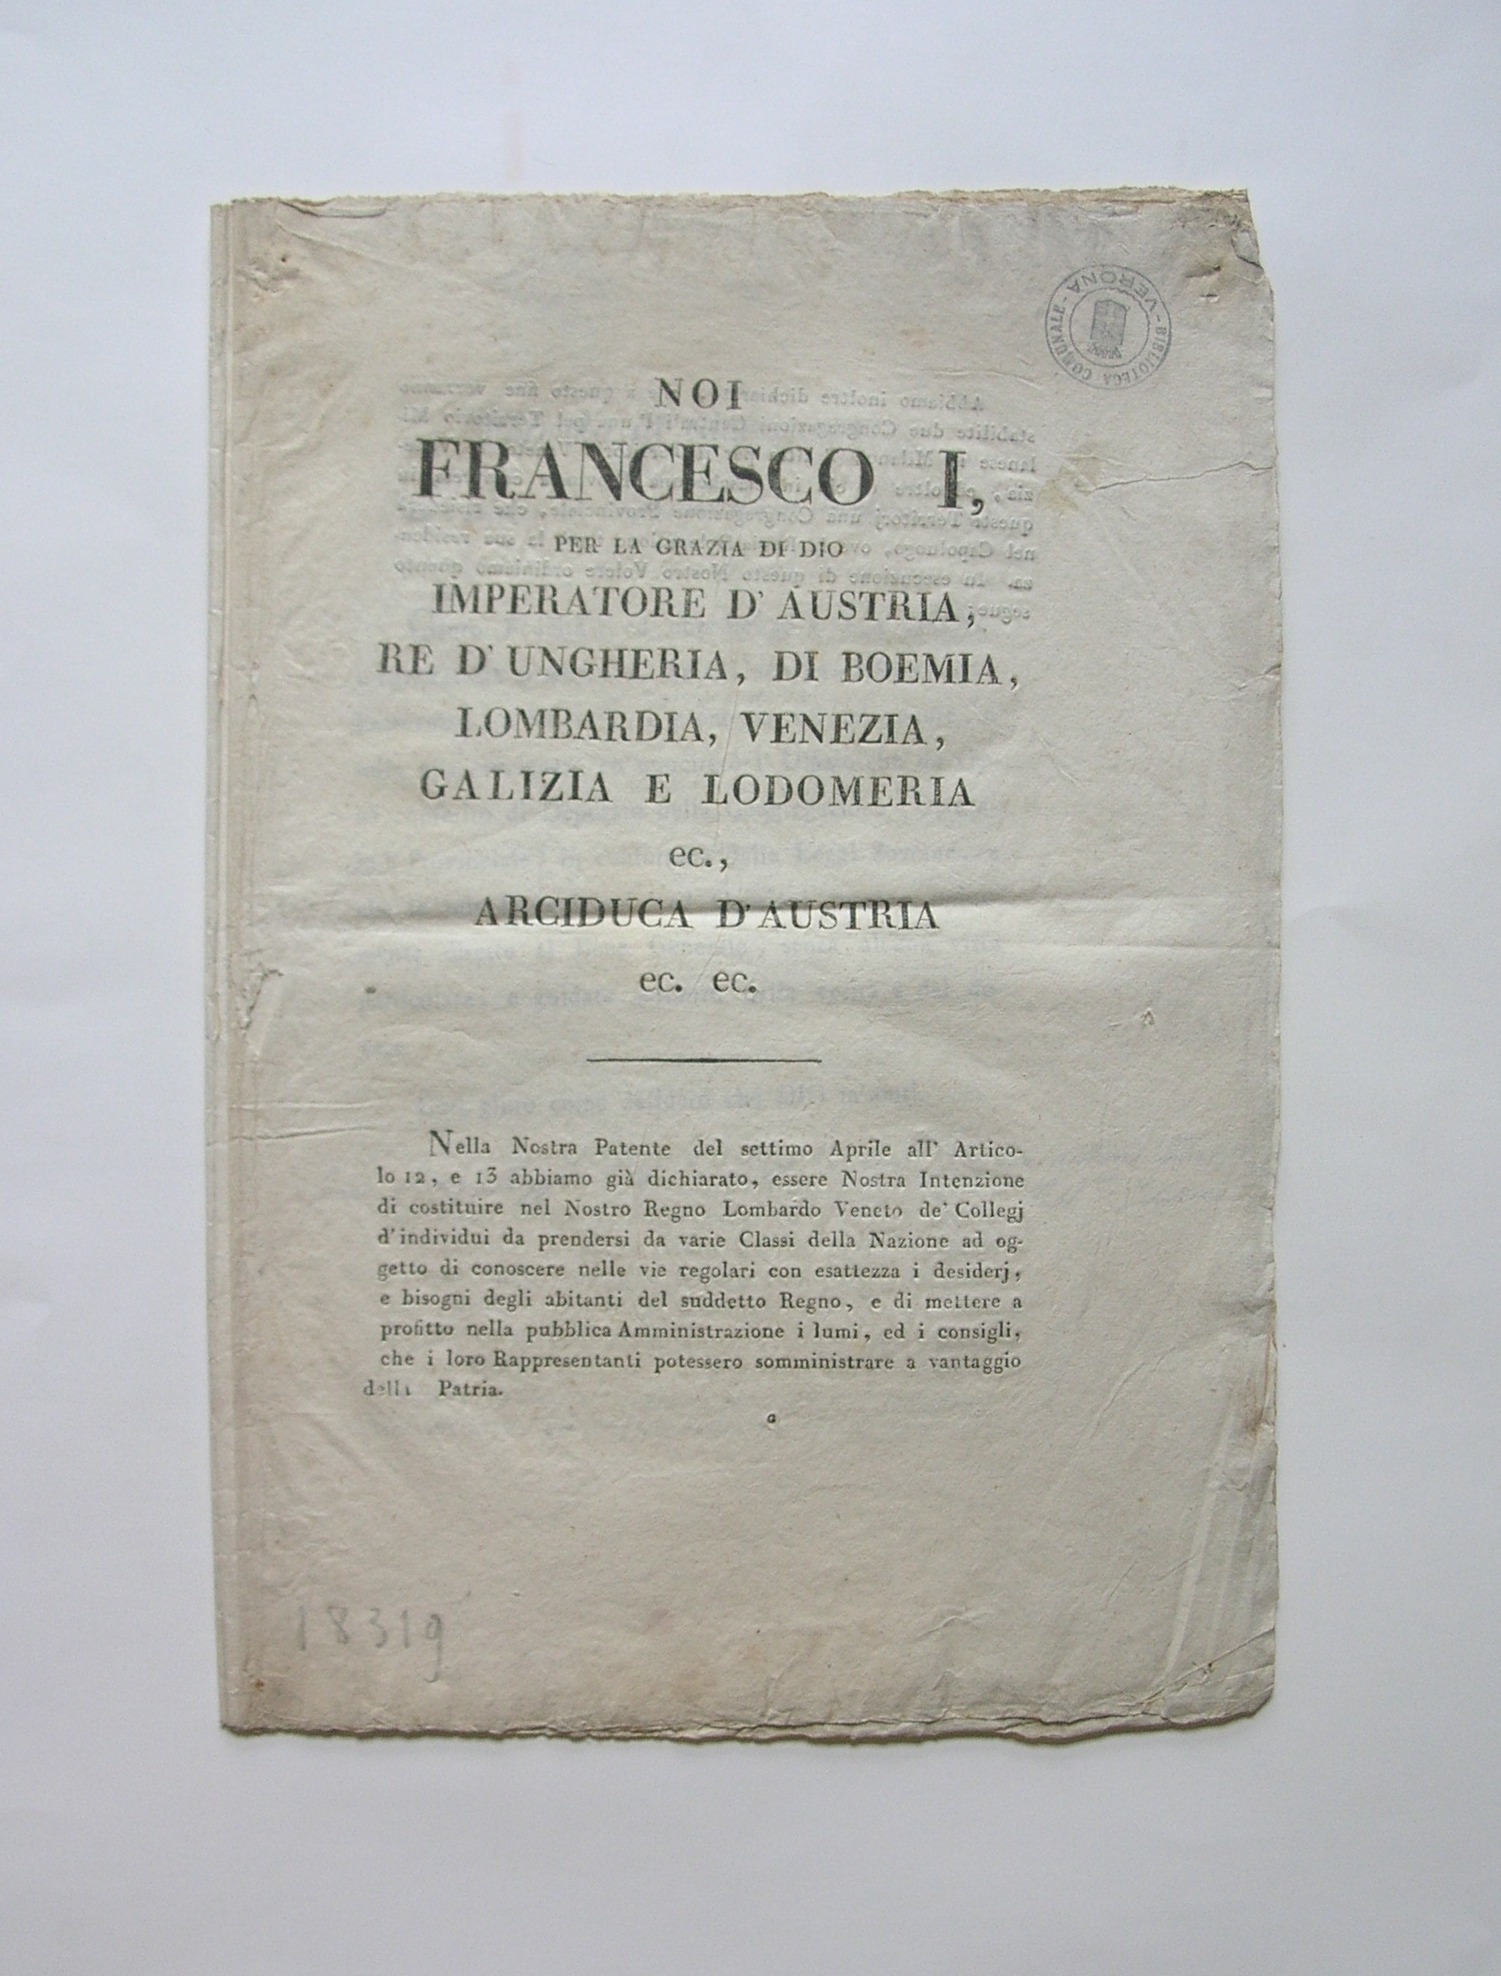 BIBLIOTECA COMUNALE - VERONA -
NOI
FRANCESCO I,
PER LA GRAZIA DI DIO
IMPERATORE D' AUSTRIA,
RE D' UNGHERIA, DI BOEMIA,
LOMBARDIA, VENEZIA,
GALIZIA E LODOMERIA
ec.,
ARCIDUCA D'AUSTRIA
ec. ec.
Nella Nostra Patente del settimo Aprile all' Artico-
lo 12, e 13 abbiamo già dichiarato, essere Nostra Intenzione
di costituire nel Nostro Regno Lombardo Veneto de' Collegj
d'individui da prendersi da varie Classi della Nazione ad og-
getto di conoscere nelle vie regolari con esattezza i desiderj,
e bisogni degli abitanti del suddetto Regno, e di mettere a
profitto nella pubblica Amministrazione i lumi, ed i consigli,
che i loro Rappresentanti potessero somministrare a vantaggio
della Patria.
a
18319